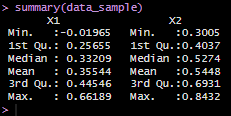 > summary(data_sample)
X1 X2
Min. :-0.01965 Min. :0.3005
1st Qu.: 0.25655 1st Qu.:0.4037
Median : 0.33209 Median :0.5274
Mean : 0.35544 Mean :0.5448
3rd Qu.: 0.44546 3rd Qu.:0.6931
Max. : 0.66189 Max. :0.8432
>